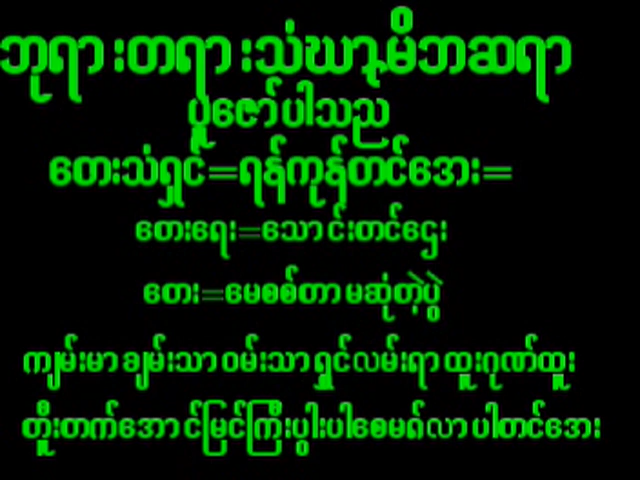 ဘုရား တရား သံဃာ့ မိဘ ဆရာ
ပူဇော်ပါသည
တေးသံရှင်=ရန်ကုန်တင်အေး=
တေးရေး=သောင်းတင်ဌေး
တေး=မေစစ်တာ မဆုံတဲ့ပွဲ
ကျမ်းမာ ချမ်းသာ ဝမ်းသာ ရွှင်လမ်းရာ ထူးဂုဏ်ထူး
တိုးတက်အောင်မြင်ကြီးပွါးပါစေမဂ်လာ ပါတင်အေး